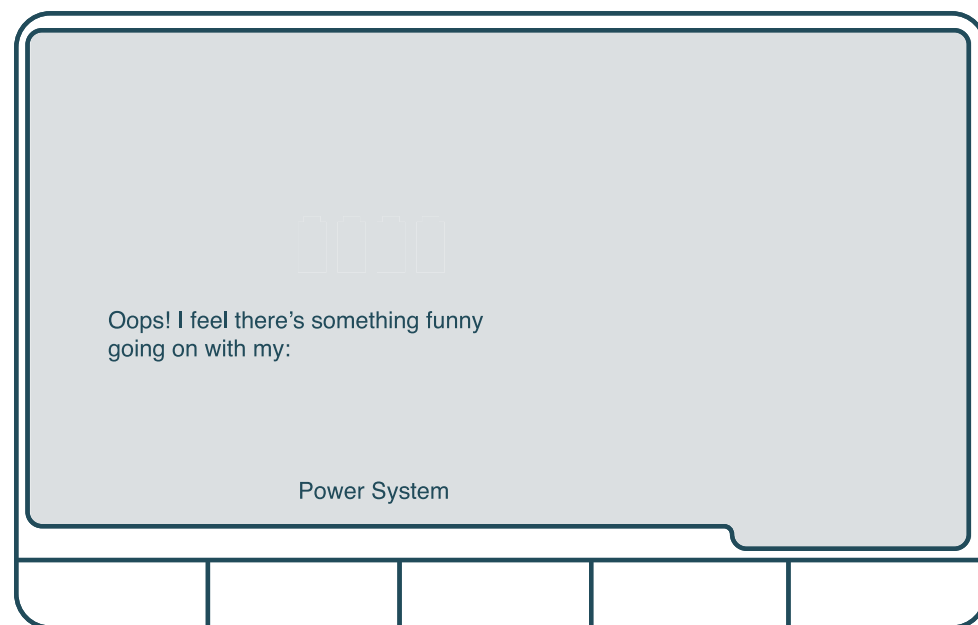 Oops! I feel there’s something funny
going on with my:
Power System